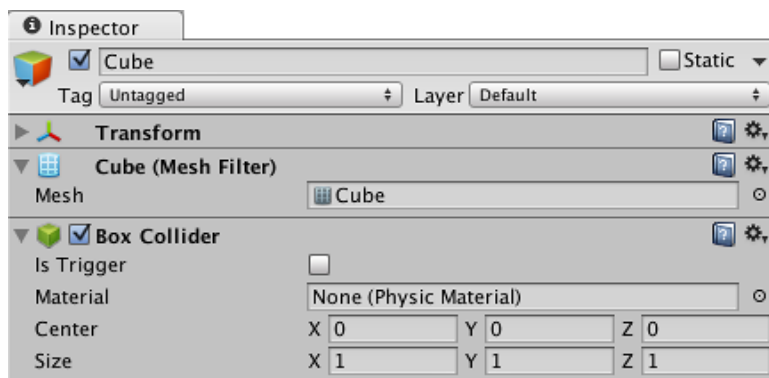 Inspector
Cube Static
Tag Untagged Layer Default
Transform
Cube (Mesh Filter)
Mesh Cube
Box Collider
Is Trigger
Material None (Physic Material)
Center X 0 Y 0 Z 0
Size X 1 Y 1 Z 1